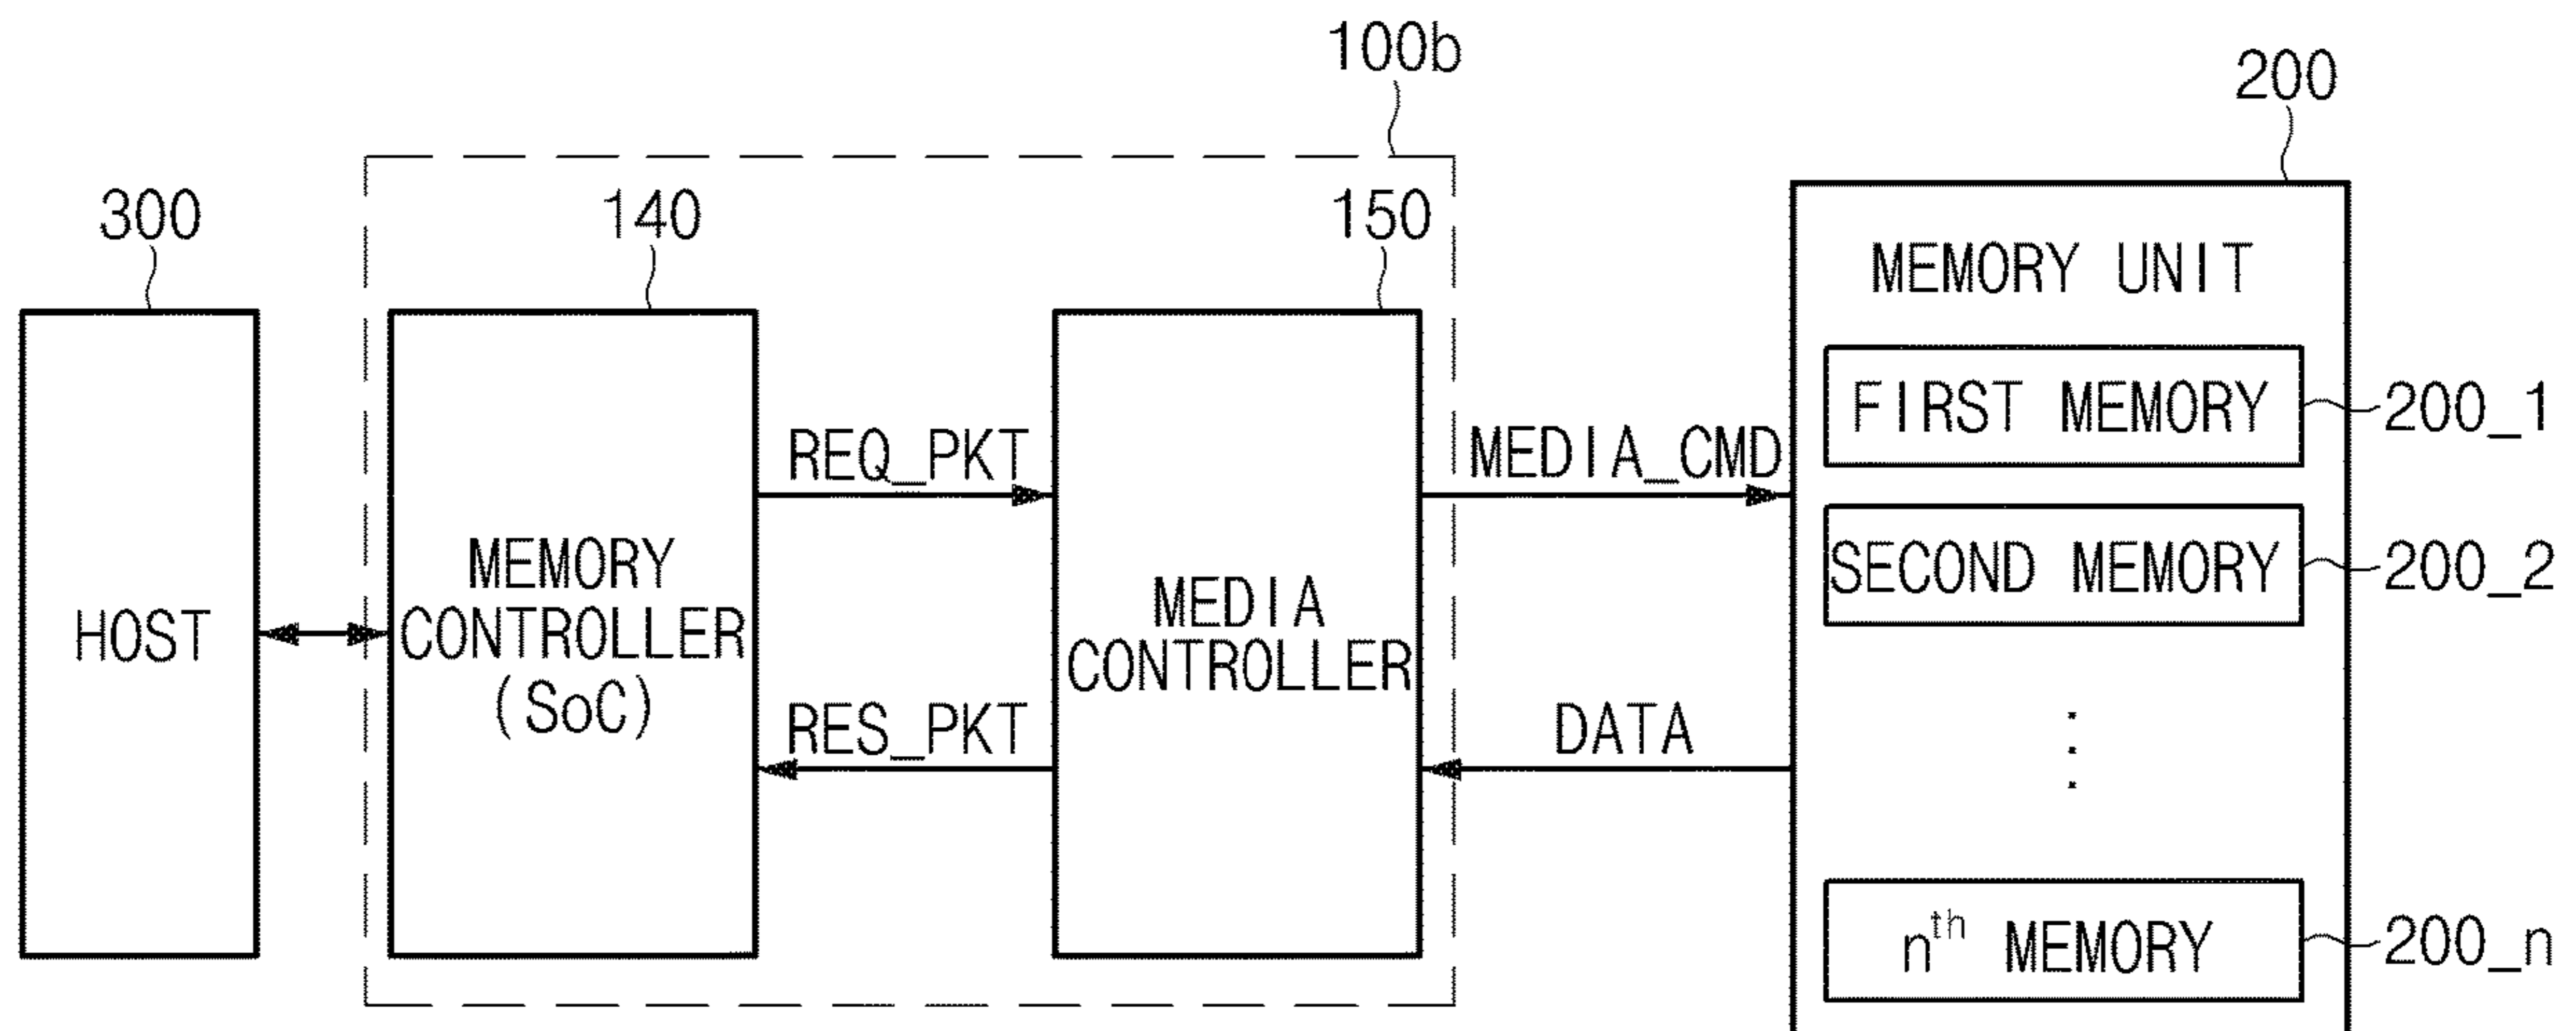 100b
200
300
140
150
MEMORY UNIT
FIRST MEMORY
200_1
REQ_PKT
MEDIA_CMD
SECOND MEMORY
200_2
HOST
MEMORY
CONTROLLER
(SoC)
MEDIA
CONTROLLER
RES_PKT
DATA
nth MEMORY
200_n